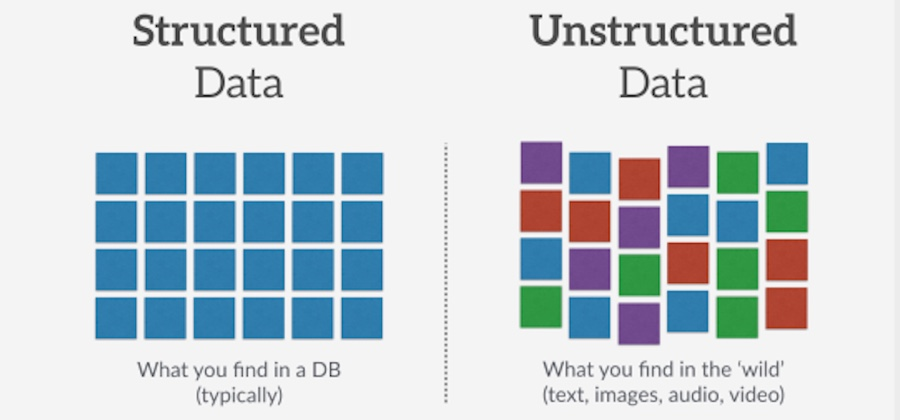 Structured
Data
What you find in a DB
(typically)
Unstructured
Data
What you find in the ‘wild’
(text, images, audio, video)